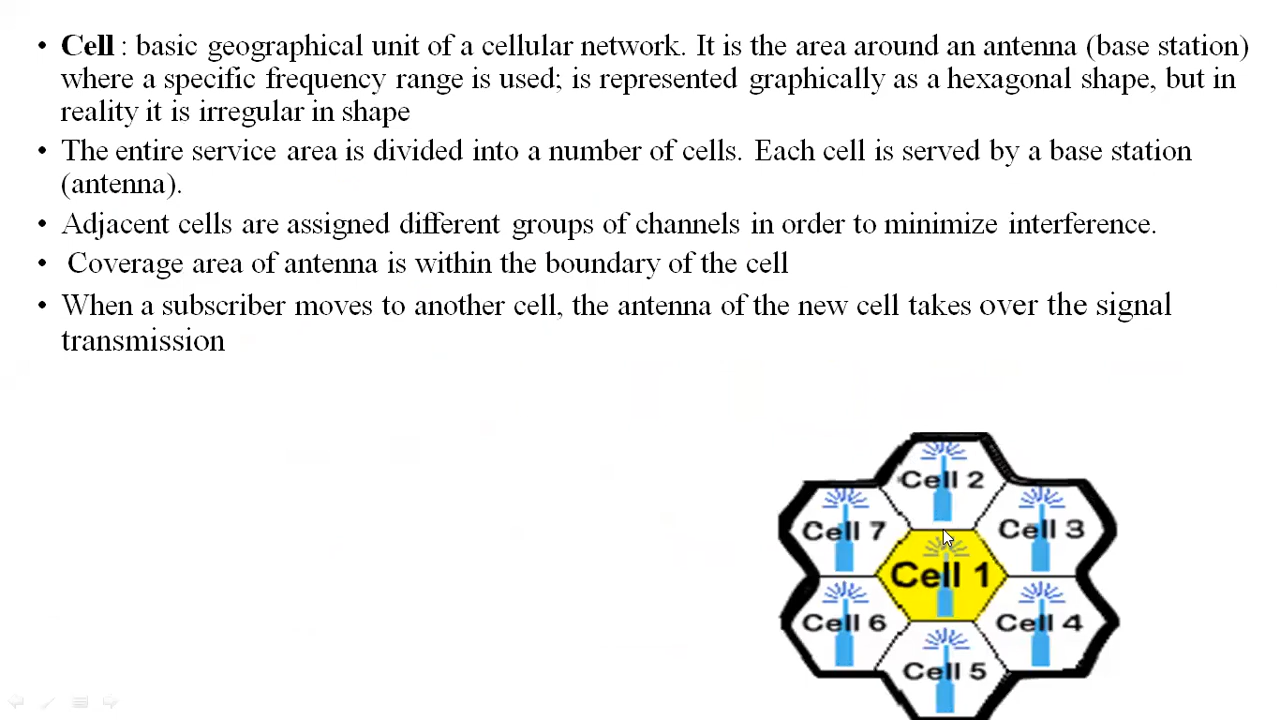 • Cell : basic geographical unit of a cellular network. It is the area around an antenna (base station)
where a specific frequency range is used; is represented graphically as a hexagonal shape, but in
reality it is irregular in shape
• The entire service area is divided into a number of cells. Each cell is served by a base station
(antenna).
• Adjacent cells are assigned different groups of channels in order to minimize interference.
• Coverage area of antenna is within the boundary of the cell
• When a subscriber moves to another cell, the antenna of the new cell takes over the signal
transmission
Cell 2
Cell 7
Cell 3
Cell 1
Cell 6
Cell 4
Cell 5